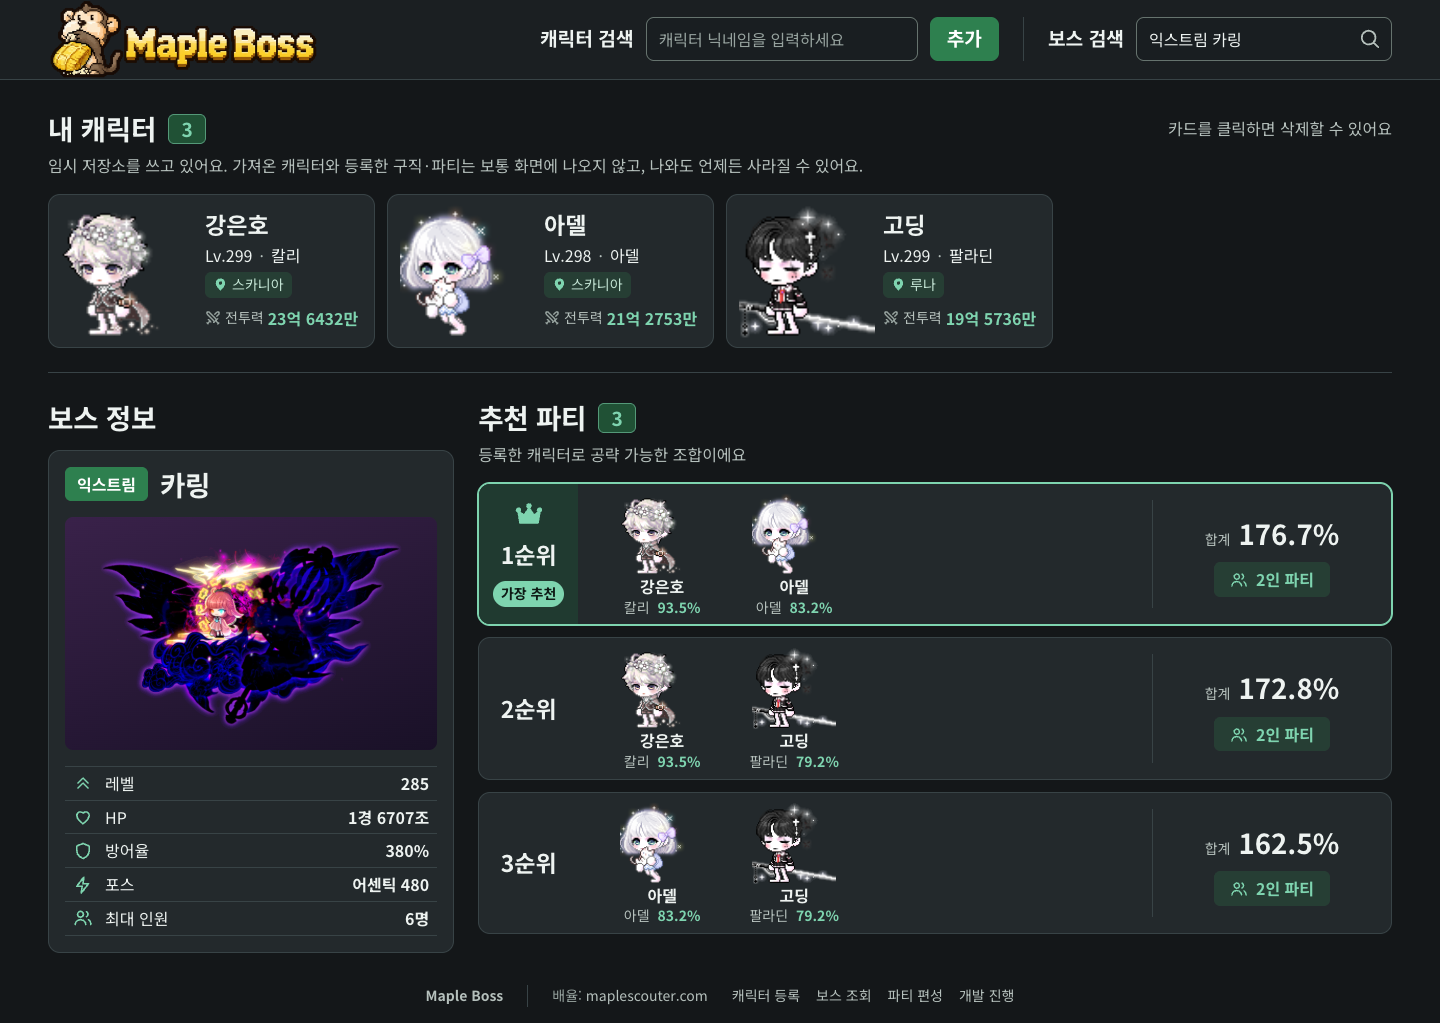 Maple Boss
캐릭터 검색
캐릭터 닉네임을 입력하세요
추가
보스 검색
익스트림 카링
내 캐릭터 3
카드를 클릭하면 삭제할 수 있어요
임시 저장소를 쓰고 있어요. 가져온 캐릭터와 등록한 구직·파티는 보통 화면에 나오지 않고, 나와도 언제든 사라질 수 있어요.
강은호
Lv.299 · 칼리
스카니아
전투력 23억 6432만
아델
Lv.298 · 아델
스카니아
전투력 21억 2753만
고딩
Lv.299 · 팔라딘
루나
전투력 19억 5736만
보스 정보
익스트림 카링
레벨 285
HP 1경 6707조
방어율 380%
포스 어센틱 480
최대 인원 6명
추천 파티 3
등록한 캐릭터로 공략 가능한 조합이에요
1순위
가장 추천
강은호
칼리 93.5%
아델
아델 83.2%
합계 176.7%
2인 파티
2순위
강은호
칼리 93.5%
고딩
팔라딘 79.2%
합계 172.8%
2인 파티
3순위
아델
아델 83.2%
고딩
팔라딘 79.2%
합계 162.5%
2인 파티
Maple Boss
배율: maplescouter.com
캐릭터 등록 보스 조회 파티 편성 개발 진행